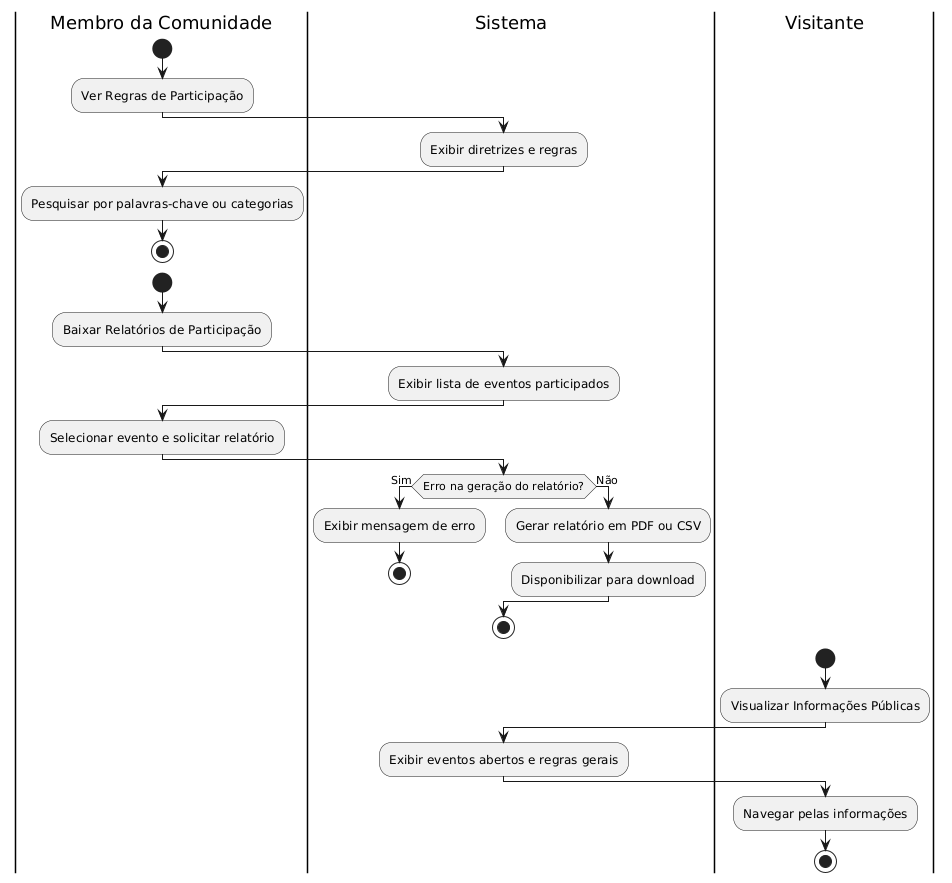 Membro da Comunidade
Sistema
Visitante
Ver Regras de Participação
Exibir diretrizes e regras
Pesquisar por palavras-chave ou categorias
Baixar Relatórios de Participação
Exibir lista de eventos participados
Selecionar evento e solicitar relatório
Sim
Erro na geração do relatório?
Não
Exibir mensagem de erro
Gerar relatório em PDF ou CSV
Disponibilizar para download
Visualizar Informações Públicas
Exibir eventos abertos e regras gerais
Navegar pelas informações